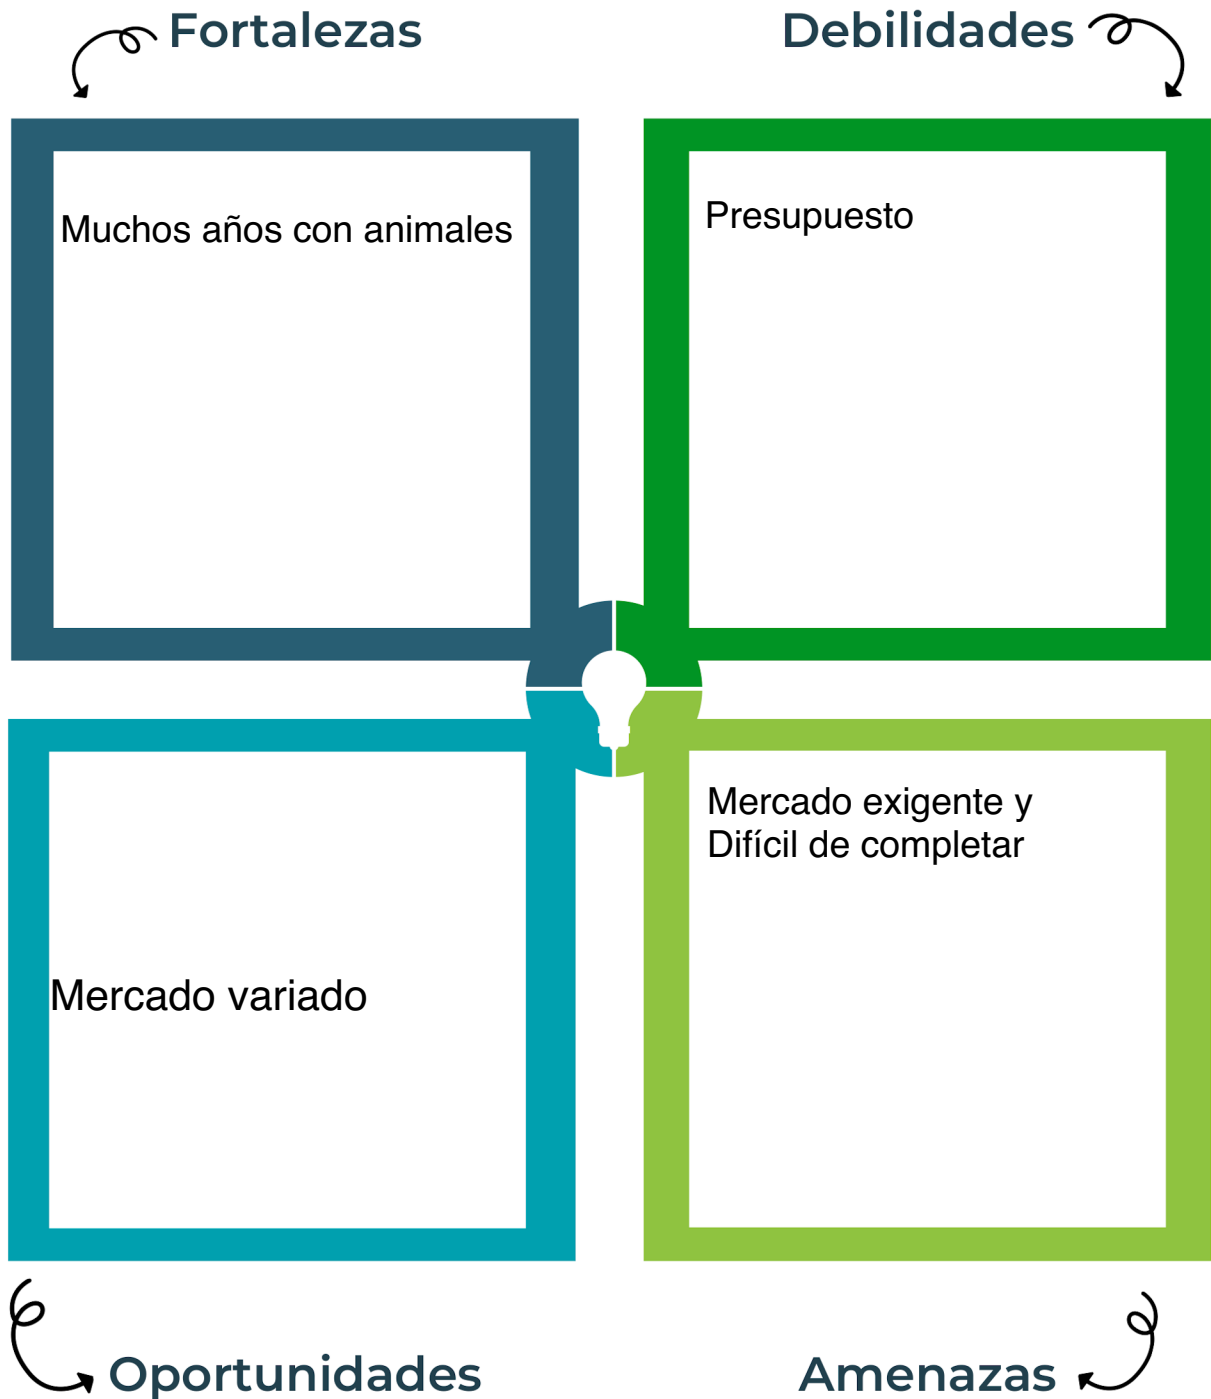 Fortalezas
Debilidades
Muchos años con animales
Presupuesto
Mercado variado
Mercado exigente y
Difícil de completar
Oportunidades
Amenazas